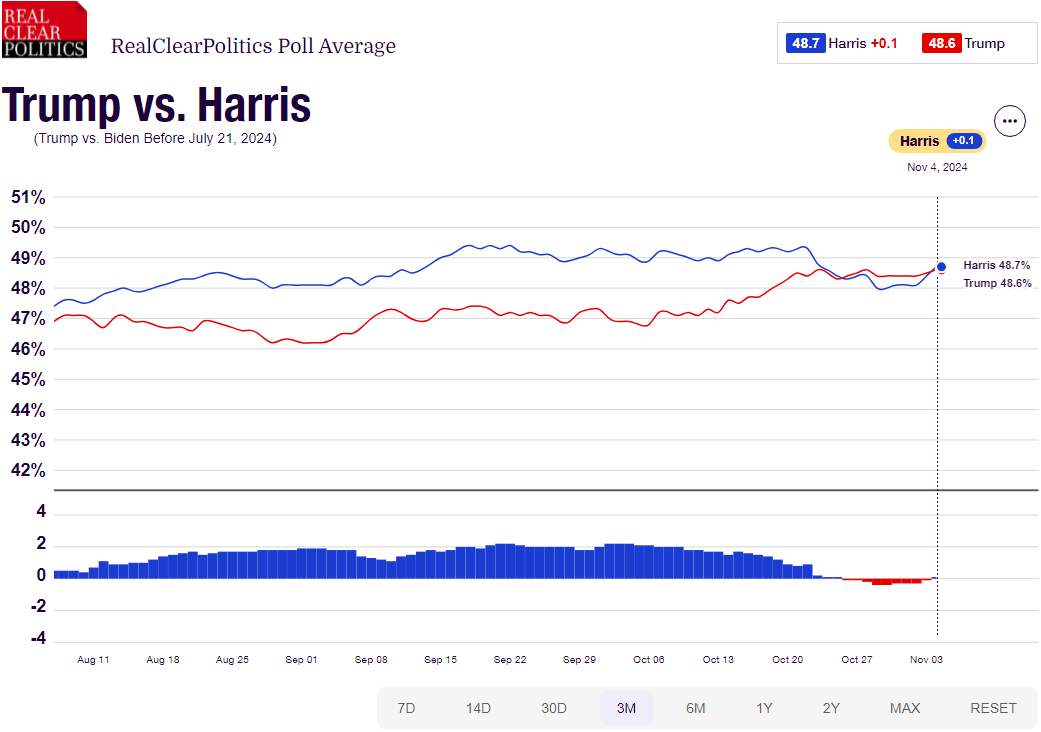 REAL
CLEAR
POLITICS
RealClearPolitics Poll Average
48.7 Harris +0.1 48.6 Trump
Trump vs. Harris
(Trump vs. Biden Before July 21, 2024)
Harris +0.1
Nov 4, 2024
51%
50%
49%
48%
47%
46%
45%
44%
43%
42%
Harris 48.7%
Trump 48.6%
4
2
0
-2
-4
Aug 11 Aug 18 Aug 25 Sep 01 Sep 08 Sep 15 Sep 22 Sep 29 Oct 06 Oct 13 Oct 20 Oct 27 Nov 03
7D 14D 30D 3M 6M 1Y 2Y MAX RESET